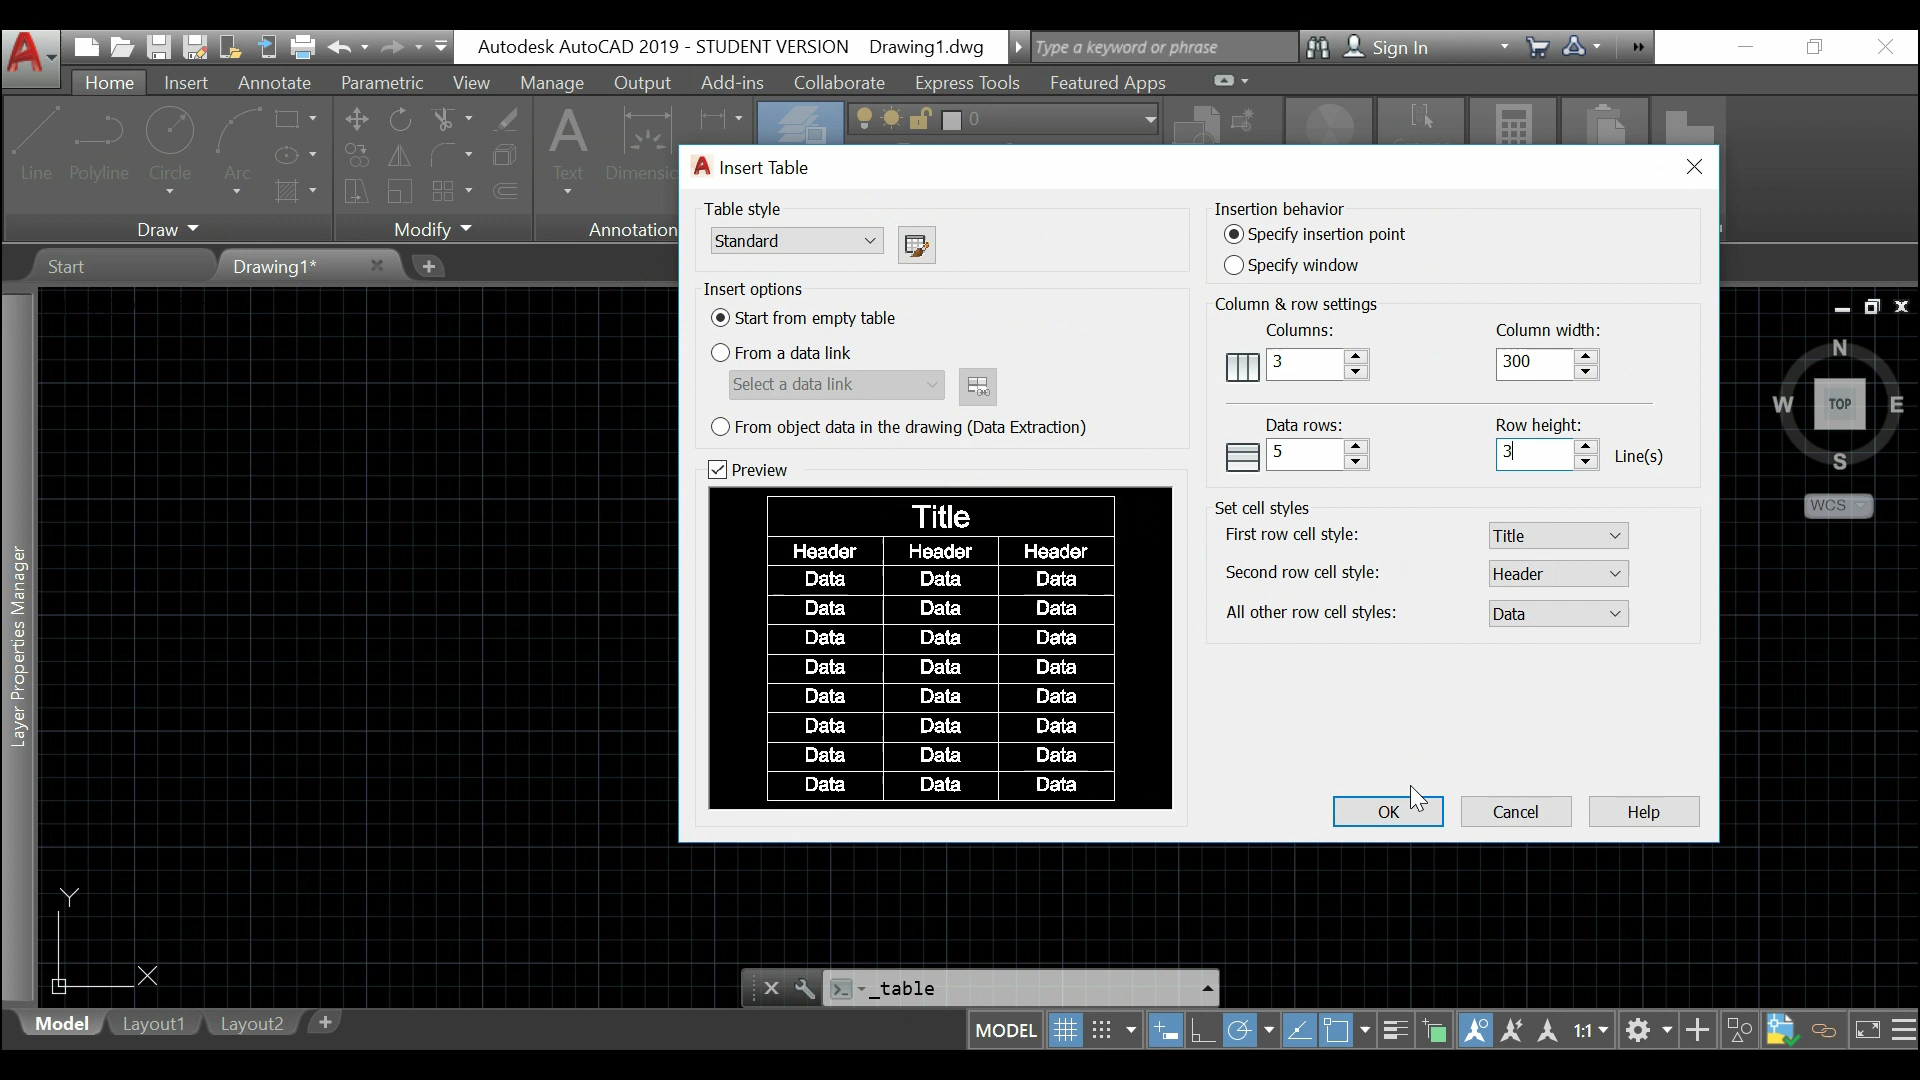 Autodesk AutoCAD 2019 - STUDENT VERSION Drawing1.dwg
Type a keyword or phrase
Sign In
Home Insert Annotate Parametric View Manage Output Add-ins Collaborate Express Tools Featured Apps
Line Polyline Circle Arc
Text
0
Draw Modify Annotation
Start
Drawing1*
Insert Table
Table style
Standard
Insert options
Start from empty table
From a data link
Select a data link
From object data in the drawing (Data Extraction)
Preview
Title
Header Header Header
Data Data Data
Data Data Data
Data Data Data
Data Data Data
Data Data Data
Data Data Data
Data Data Data
Data Data Data
Insertion behavior
Specify insertion point
Specify window
Column & row settings
Columns: Column width:
3 300
Data rows: Row height:
5 3 Line(s)
Set cell styles
First row cell style: Title
Second row cell style: Header
All other row cell styles: Data
OK Cancel Help
N
W TOP E
S
WCS
Layer Properties Manager
Y
X
_table
Model Layout1 Layout2
MODEL
1:1